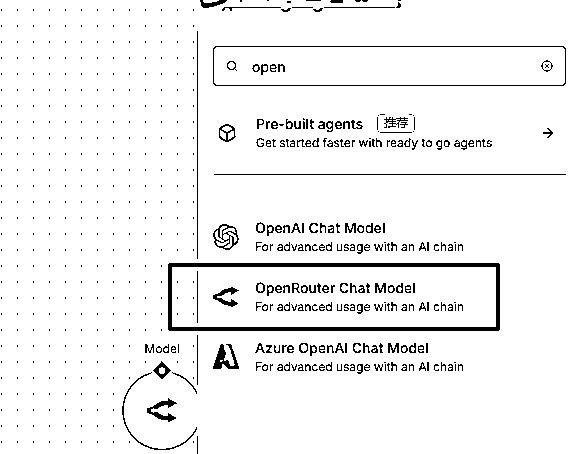 open
Pre-built agents 推荐
Get started faster with ready to go agents
OpenAI Chat Model
For advanced usage with an AI chain
OpenRouter Chat Model
For advanced usage with an AI chain
Azure OpenAI Chat Model
For advanced usage with an AI chain
Model